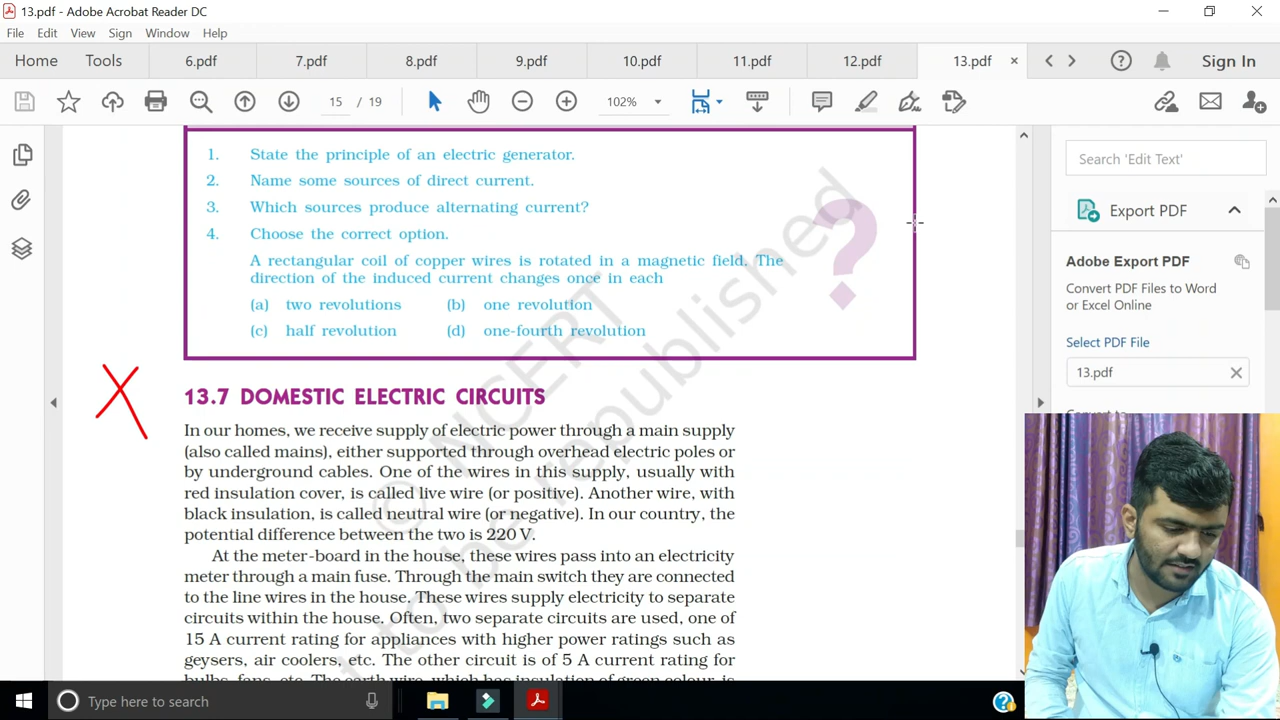 13.pdf - Adobe Acrobat Reader DC
File Edit View Sign Window Help
Home Tools 6.pdf 7.pdf 8.pdf 9.pdf 10.pdf 11.pdf 12.pdf 13.pdf Sign In
15 / 19 102%
1. State the principle of an electric generator.
2. Name some sources of direct current.
3. Which sources produce alternating current?
4. Choose the correct option.
A rectangular coil of copper wires is rotated in a magnetic field. The
direction of the induced current changes once in each
(a) two revolutions (b) one revolution
(c) half revolution (d) one-fourth revolution
?
13.7 DOMESTIC ELECTRIC CIRCUITS
In our homes, we receive supply of electric power through a main supply
(also called mains), either supported through overhead electric poles or
by underground cables. One of the wires in this supply, usually with
red insulation cover, is called live wire (or positive). Another wire, with
black insulation, is called neutral wire (or negative). In our country, the
potential difference between the two is 220 V.
At the meter-board in the house, these wires pass into an electricity
meter through a main fuse. Through the main switch they are connected
to the line wires in the house. These wires supply electricity to separate
circuits within the house. Often, two separate circuits are used, one of
15 A current rating for appliances with higher power ratings such as
geysers, air coolers, etc. The other circuit is of 5 A current rating for
bulbs, fans, etc. The earth wire, which has insulation of green colour, is
© NCERT
be republished
Search 'Edit Text'
Export PDF
Adobe Export PDF
Convert PDF Files to Word
or Excel Online
Select PDF File
13.pdf
Type here to search